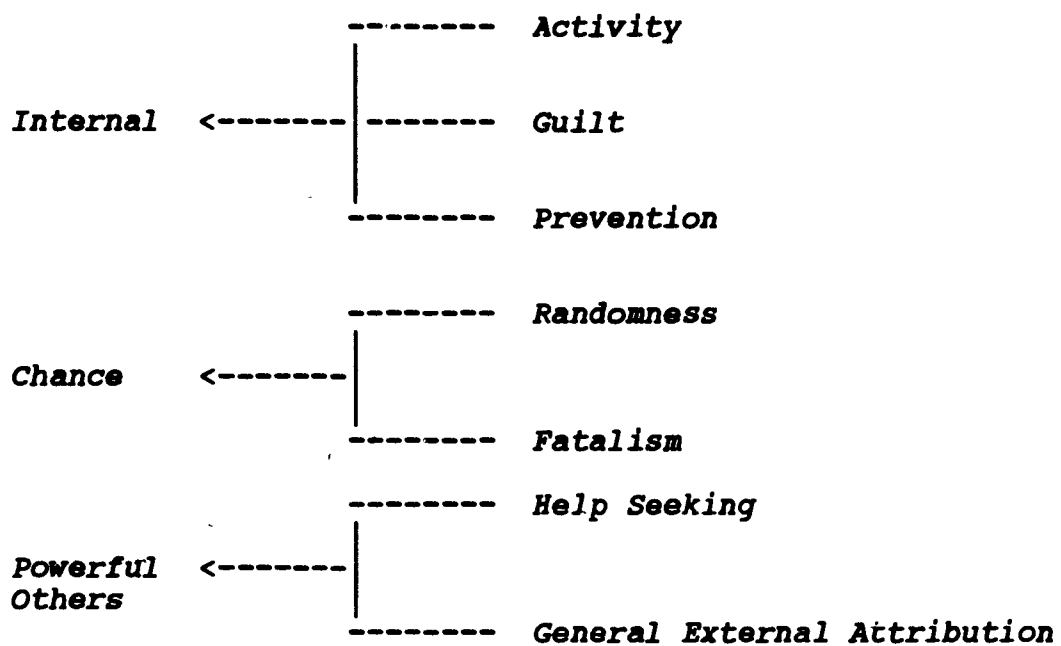 Activity
Internal
Guilt
Prevention
Randomness
Chance
Fatalism
Help Seeking
Powerful
Others
General External Attribution